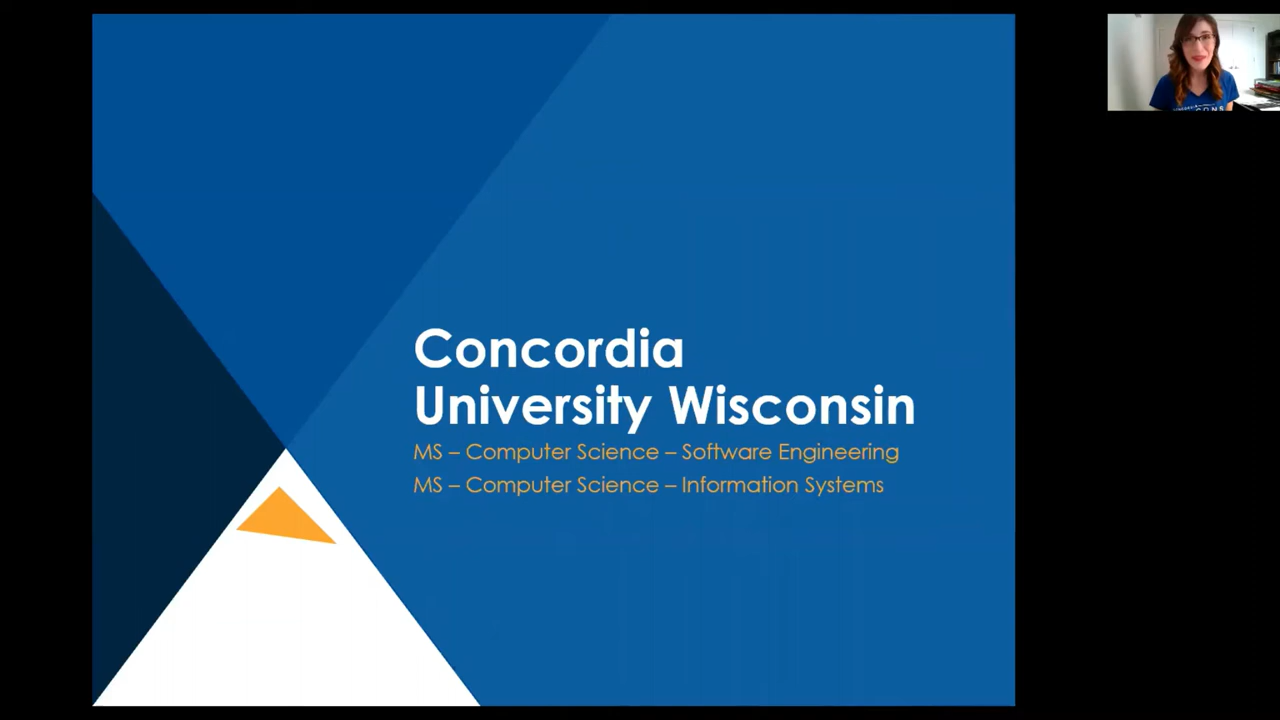 Concordia
University Wisconsin
MS – Computer Science – Software Engineering
MS – Computer Science – Information Systems